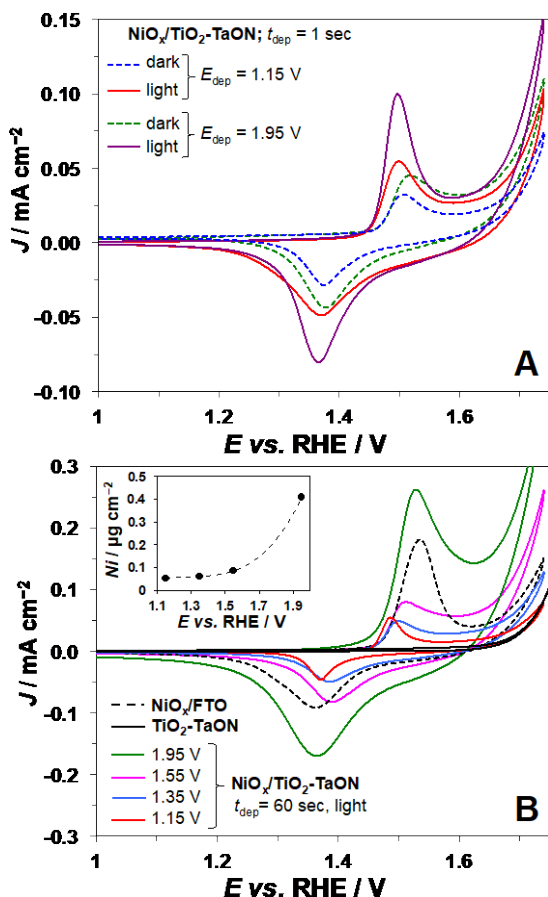 0.15
0.10
0.05
0.00
-0.05
-0.10
J / mA cm⁻²
NiOₓ/TiO₂-TaON; t_dep = 1 sec
dark
light
E_dep = 1.15 V
dark
light
E_dep = 1.95 V
A
1 1.2 1.4 1.6
E vs. RHE / V
0.3
0.2
0.1
0.0
-0.1
-0.2
-0.3
J / mA cm⁻²
0.5
0.4
0.3
0.2
0.1
0
Ni / µg cm⁻²
1.1 1.3 1.5 1.7 1.9
E vs. RHE / V
NiOₓ/FTO
TiO₂-TaON
1.95 V
1.55 V
1.35 V
1.15 V
NiOₓ/TiO₂-TaON
t_dep= 60 sec, light
B
1 1.2 1.4 1.6
E vs. RHE / V